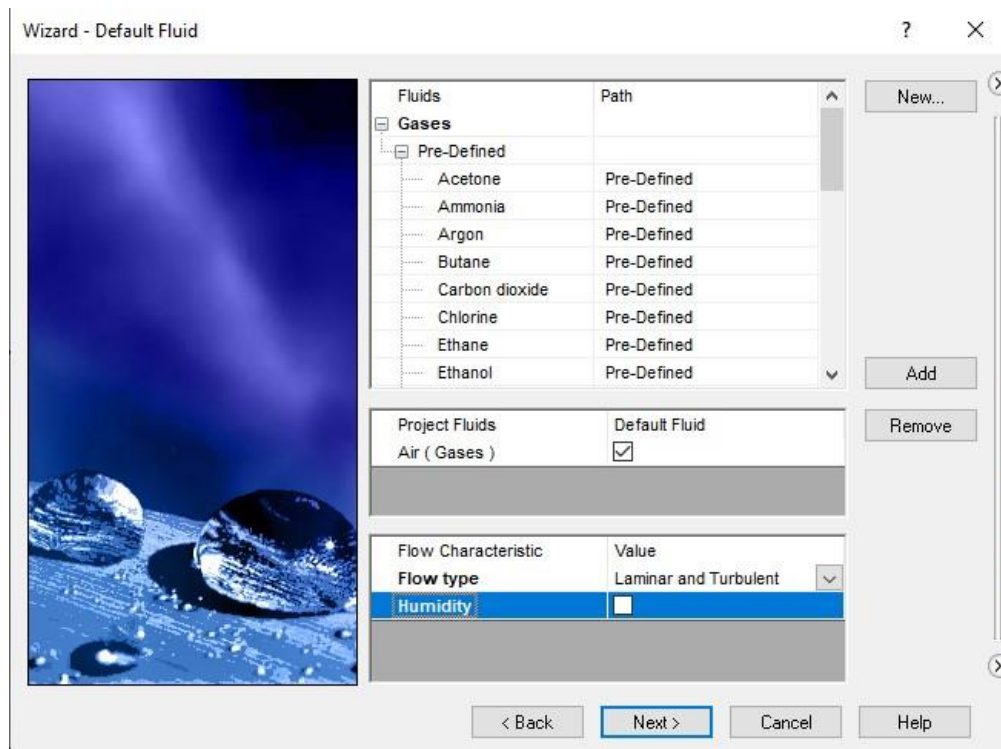 Wizard - Default Fluid ? X
Fluids Path
Gases
Pre-Defined
Acetone Pre-Defined
Ammonia Pre-Defined
Argon Pre-Defined
Butane Pre-Defined
Carbon dioxide Pre-Defined
Chlorine Pre-Defined
Ethane Pre-Defined
Ethanol Pre-Defined
New...
Add
Project Fluids Default Fluid
Air ( Gases )
Remove
Flow Characteristic Value
Flow type Laminar and Turbulent
Humidity
< Back Next > Cancel Help